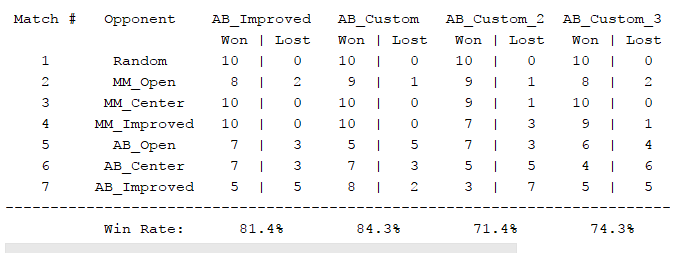 Match # Opponent AB_Improved AB_Custom AB_Custom_2 AB_Custom_3
Won | Lost Won | Lost Won | Lost Won | Lost
1 Random 10 | 0 10 | 0 10 | 0 10 | 0
2 MM_Open 8 | 2 9 | 1 9 | 1 8 | 2
3 MM_Center 10 | 0 10 | 0 9 | 1 10 | 0
4 MM_Improved 10 | 0 10 | 0 7 | 3 9 | 1
5 AB_Open 7 | 3 5 | 5 7 | 3 6 | 4
6 AB_Center 7 | 3 7 | 3 5 | 5 4 | 6
7 AB_Improved 5 | 5 8 | 2 3 | 7 5 | 5
--------------------------------------------------------------------------
Win Rate: 81.4% 84.3% 71.4% 74.3%